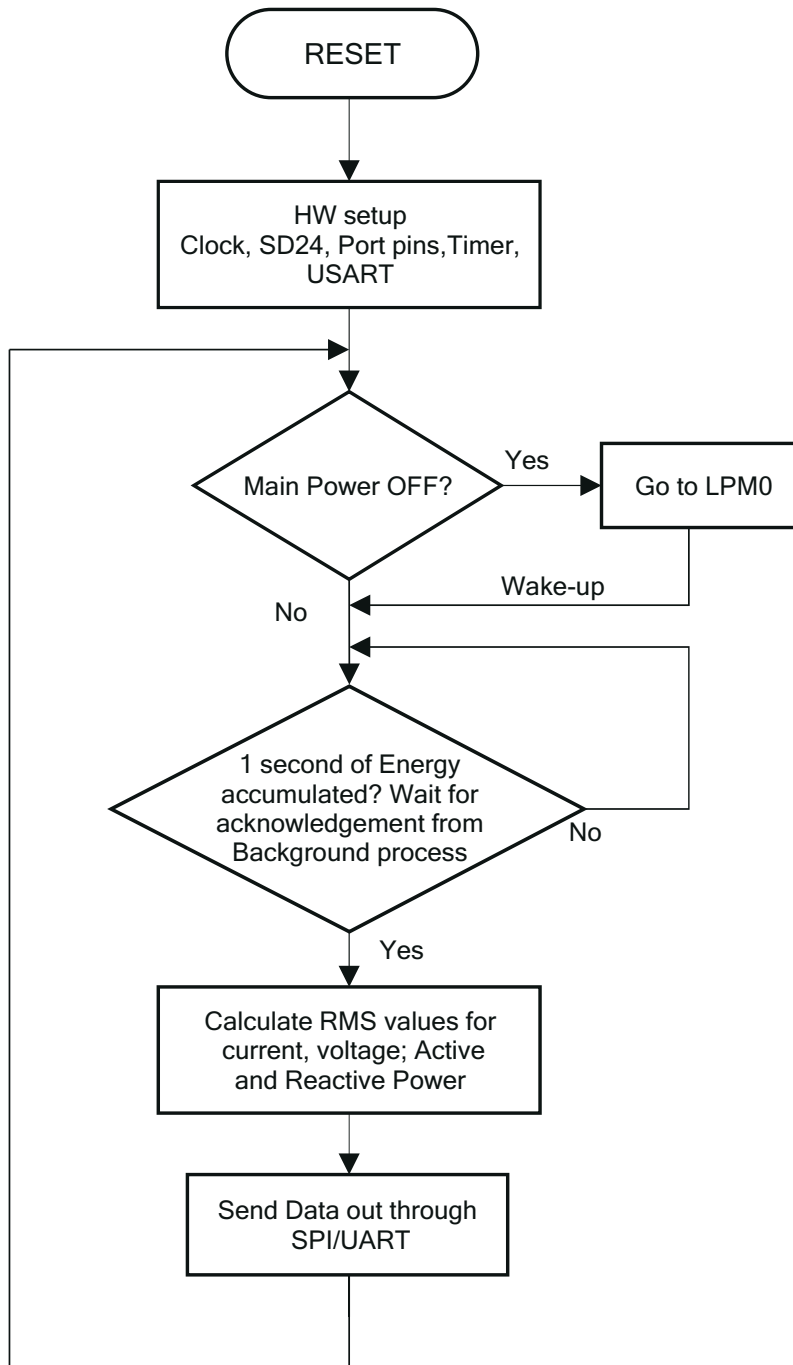 RESET
HW setup
Clock, SD24, Port pins,Timer,
USART
Main Power OFF?
Yes
Go to LPM0
Wake-up
No
1 second of Energy
accumulated? Wait for
acknowledgement from
Background process
No
Yes
Calculate RMS values for
current, voltage; Active
and Reactive Power
Send Data out through
SPI/UART